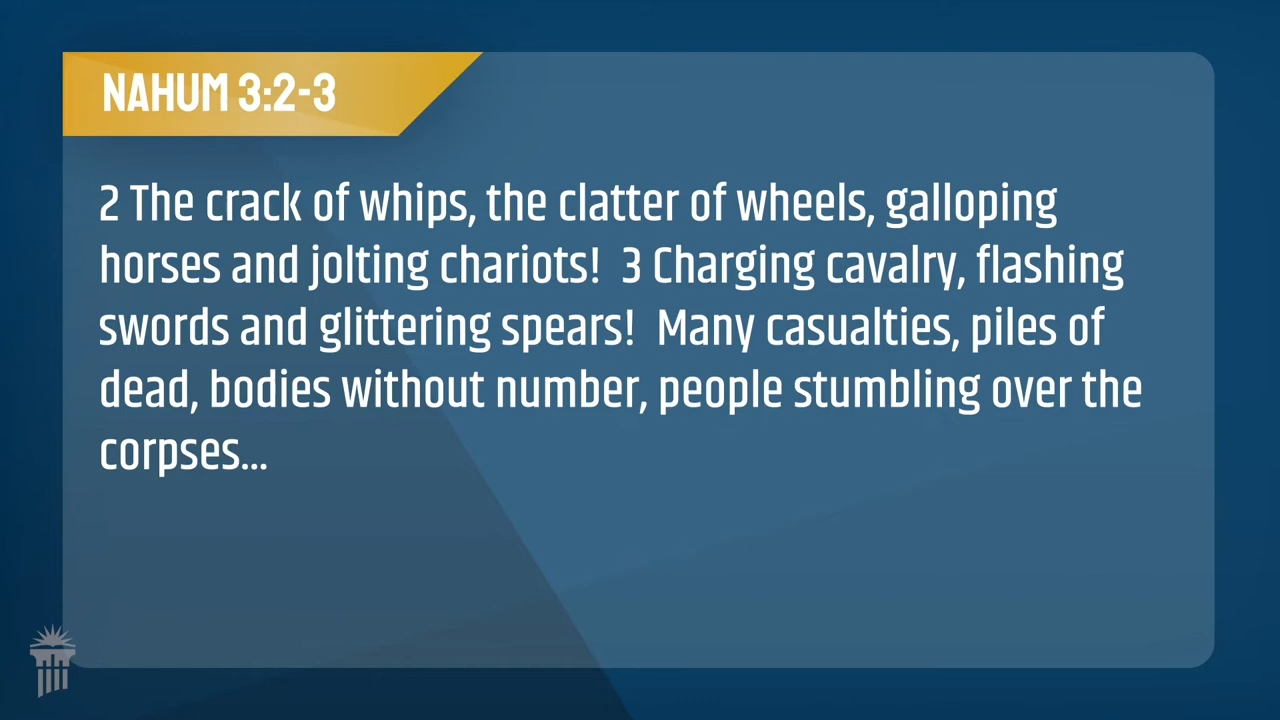 NAHUM 3:2-3
2 The crack of whips, the clatter of wheels, galloping
horses and jolting chariots!  3 Charging cavalry, flashing
swords and glittering spears!  Many casualties, piles of
dead, bodies without number, people stumbling over the
corpses...